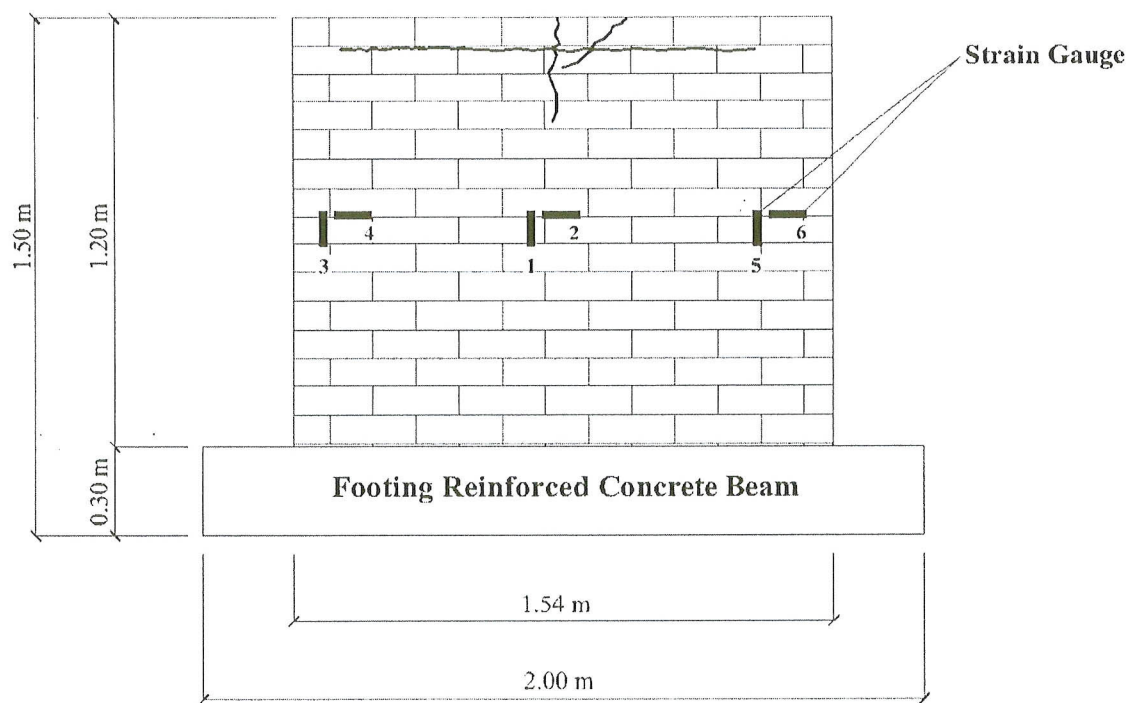 Strain Gauge
1.50 m
1.20 m
4
2
6
3
1
5
0.30 m
Footing Reinforced Concrete Beam
1.54 m
2.00 m